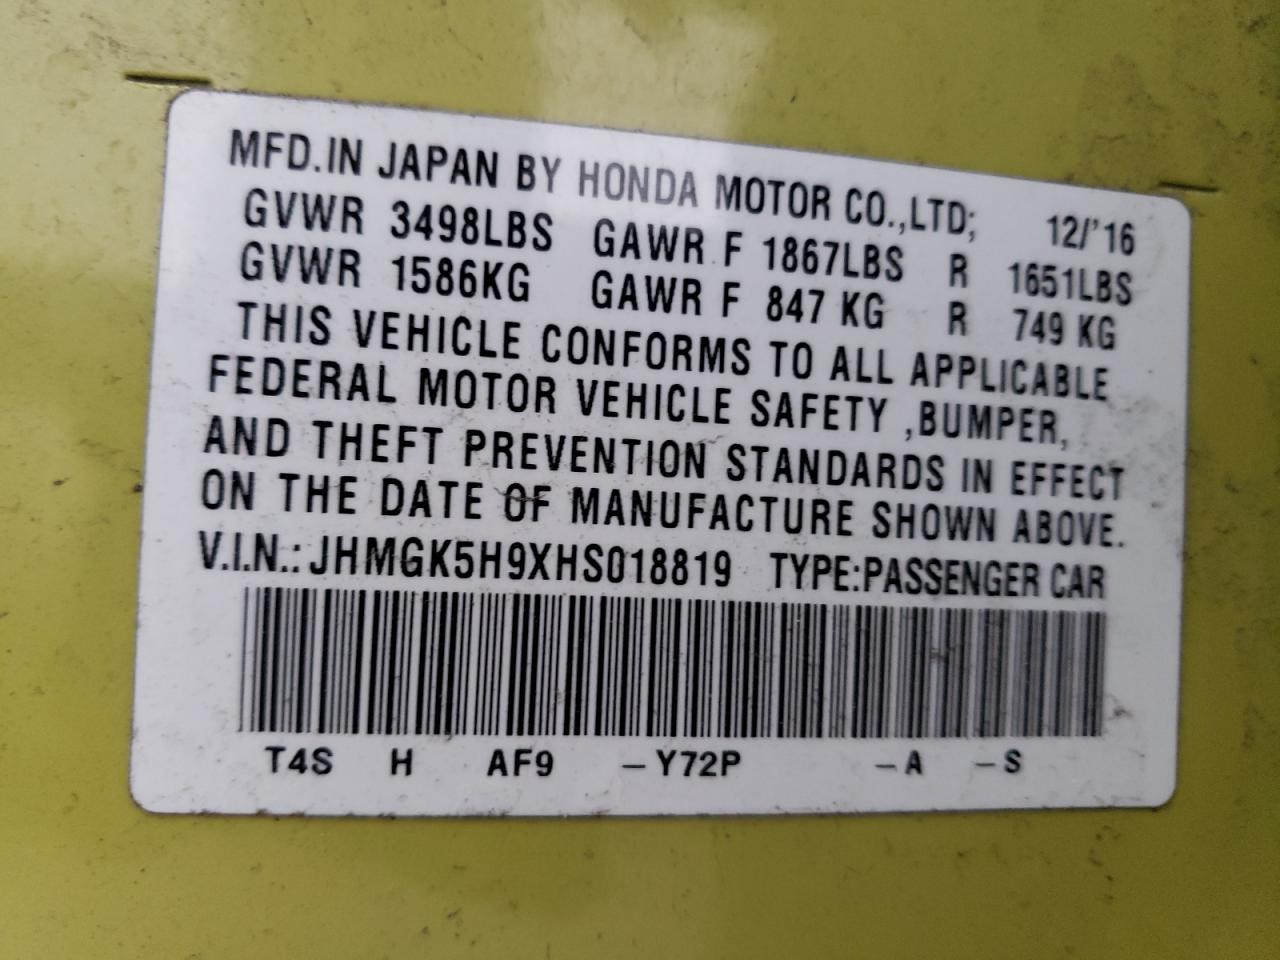 MFD.IN JAPAN BY HONDA MOTOR CO.,LTD; 12/'16
GVWR 3498LBS GAWR F 1867LBS R 1651LBS
GVWR 1586KG GAWR F 847 KG R 749 KG
THIS VEHICLE CONFORMS TO ALL APPLICABLE
FEDERAL MOTOR VEHICLE SAFETY ,BUMPER,
AND THEFT PREVENTION STANDARDS IN EFFECT
ON THE DATE OF MANUFACTURE SHOWN ABOVE.
V.I.N.: JHMGK5H9XHS018819 TYPE:PASSENGER CAR
T4S H AF9 –Y72P –A –S